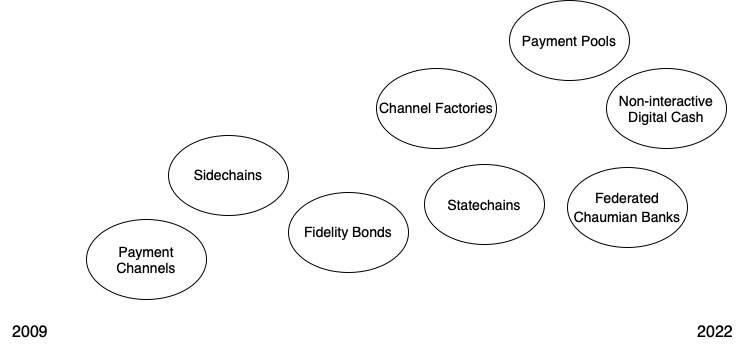 Payment Pools
Channel Factories
Non-interactive
Digital Cash
Sidechains
Statechains
Federated
Chaumian Banks
Fidelity Bonds
Payment
Channels
2009
2022